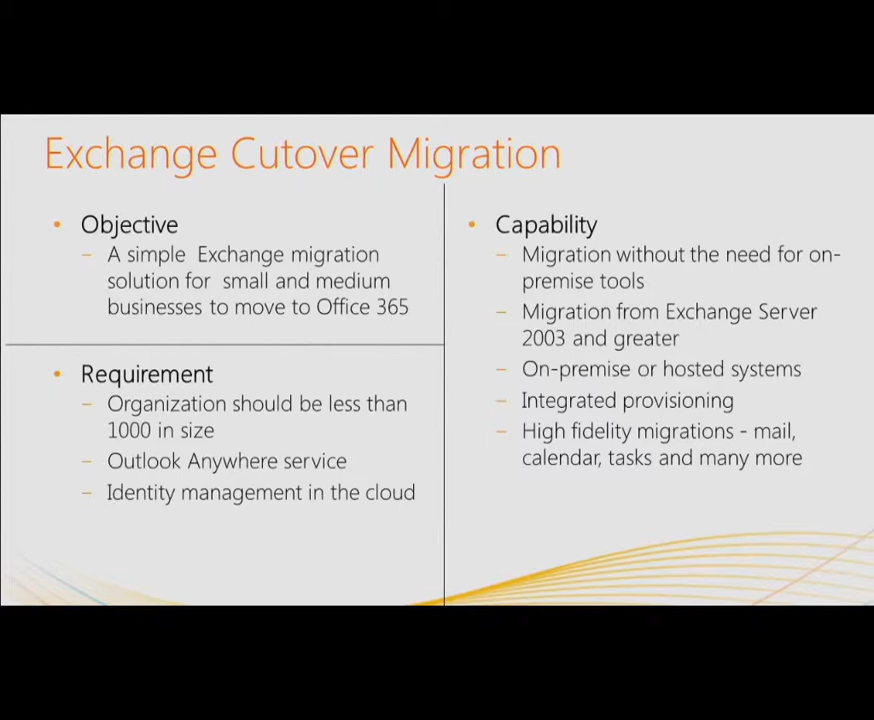 Exchange Cutover Migration
• Objective
– A simple Exchange migration
solution for small and medium
businesses to move to Office 365
• Requirement
– Organization should be less than
1000 in size
– Outlook Anywhere service
– Identity management in the cloud
• Capability
– Migration without the need for on-
premise tools
– Migration from Exchange Server
2003 and greater
– On-premise or hosted systems
– Integrated provisioning
– High fidelity migrations - mail,
calendar, tasks and many more